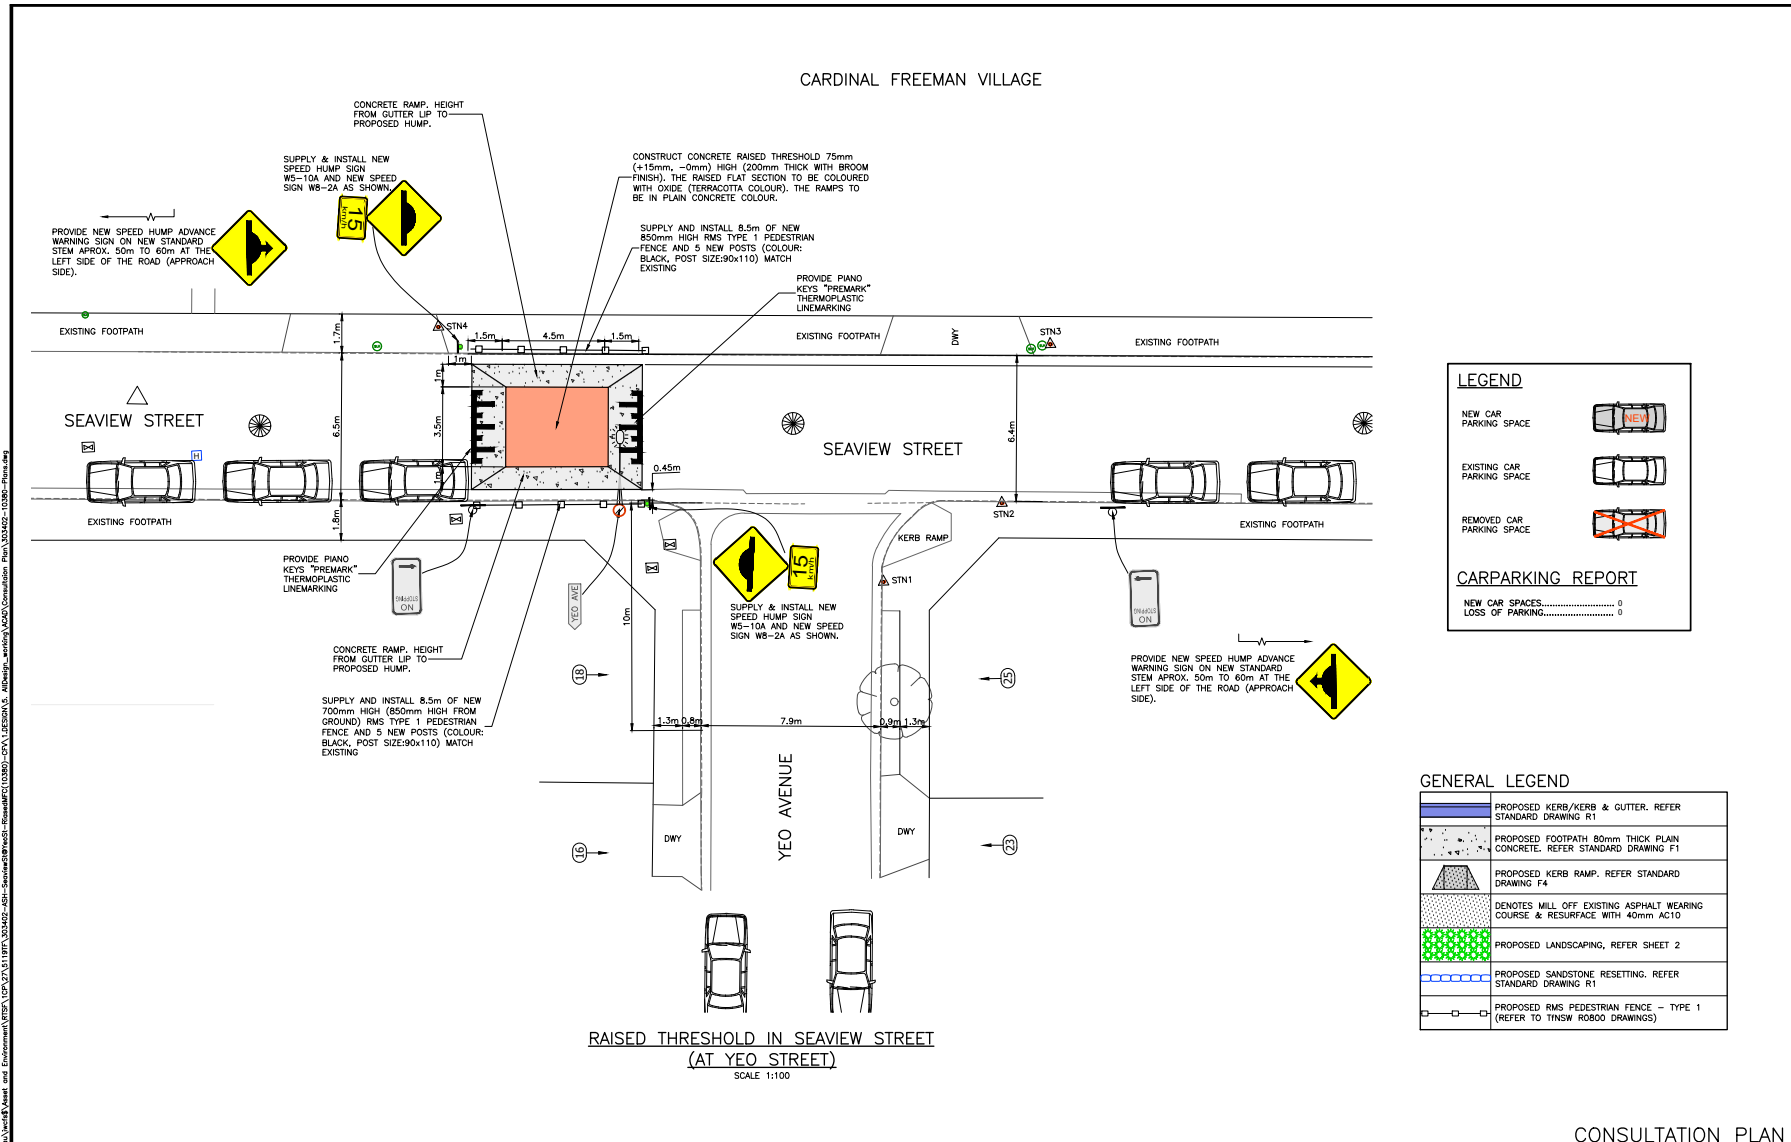 CARDINAL FREEMAN VILLAGE
CONCRETE RAMP. HEIGHT
FROM GUTTER LIP TO
PROPOSED HUMP.
SUPPLY & INSTALL NEW
SPEED HUMP SIGN
W5-10A AND NEW SPEED
SIGN W8-2A AS SHOWN.
15
km/h
CONSTRUCT CONCRETE RAISED THRESHOLD 75mm
(+15mm, -0mm) HIGH (200mm THICK WITH BROOM
FINISH). THE RAISED FLAT SECTION TO BE COLOURED
WITH OXIDE (TERRACOTTA COLOUR). THE RAMPS TO
BE IN PLAIN CONCRETE COLOUR.
PROVIDE NEW SPEED HUMP ADVANCE
WARNING SIGN ON NEW STANDARD
STEM APROX. 50m TO 60m AT THE
LEFT SIDE OF THE ROAD (APPROACH
SIDE).
SUPPLY AND INSTALL 8.5m OF NEW
850mm HIGH RMS TYPE 1 PEDESTRIAN
FENCE AND 5 NEW POSTS (COLOUR:
BLACK, POST SIZE:90x110) MATCH
EXISTING
PROVIDE PIANO
KEYS "PREMARK"
THERMOPLASTIC
LINEMARKING
EXISTING FOOTPATH
1.7m
STN4
1.5m
4.5m
1.5m
EXISTING FOOTPATH
DWY
STN3
EXISTING FOOTPATH
1m
1m
3.5m
1m
6.5m
6.4m
SEAVIEW STREET
SEAVIEW STREET
H
0.45m
EXISTING FOOTPATH
1.8m
STN2
EXISTING FOOTPATH
KERB RAMP
STN1
PROVIDE PIANO
KEYS "PREMARK"
THERMOPLASTIC
LINEMARKING
NO
STOPPING
YEO AVE
10m
15
km/h
SUPPLY & INSTALL NEW
SPEED HUMP SIGN
W5-10A AND NEW SPEED
SIGN W8-2A AS SHOWN.
NO
STOPPING
CONCRETE RAMP. HEIGHT
FROM GUTTER LIP TO
PROPOSED HUMP.
18
25
PROVIDE NEW SPEED HUMP ADVANCE
WARNING SIGN ON NEW STANDARD
STEM APROX. 50m TO 60m AT THE
LEFT SIDE OF THE ROAD (APPROACH
SIDE).
SUPPLY AND INSTALL 8.5m OF NEW
700mm HIGH (850mm HIGH FROM
GROUND) RMS TYPE 1 PEDESTRIAN
FENCE AND 5 NEW POSTS (COLOUR:
BLACK, POST SIZE:90x110) MATCH
EXISTING
1.3m 0.8m
7.9m
0.9m 1.3m
YEO AVENUE
16
DWY
DWY
23
RAISED THRESHOLD IN SEAVIEW STREET
(AT YEO STREET)
SCALE 1:100
LEGEND
NEW CAR
PARKING SPACE
NEW
EXISTING CAR
PARKING SPACE
REMOVED CAR
PARKING SPACE
CARPARKING REPORT
NEW CAR SPACES........................ 0
LOSS OF PARKING....................... 0
GENERAL LEGEND
PROPOSED KERB/KERB & GUTTER. REFER
STANDARD DRAWING R1
PROPOSED FOOTPATH 80mm THICK PLAIN
CONCRETE. REFER STANDARD DRAWING F1
PROPOSED KERB RAMP. REFER STANDARD
DRAWING F4
DENOTES MILL OFF EXISTING ASPHALT WEARING
COURSE & RESURFACE WITH 40mm AC10
PROPOSED LANDSCAPING, REFER SHEET 2
PROPOSED SANDSTONE RESETTING. REFER
STANDARD DRAWING R1
PROPOSED RMS PEDESTRIAN FENCE - TYPE 1
(REFER TO TfNSW R0800 DRAWINGS)
CONSULTATION PLAN